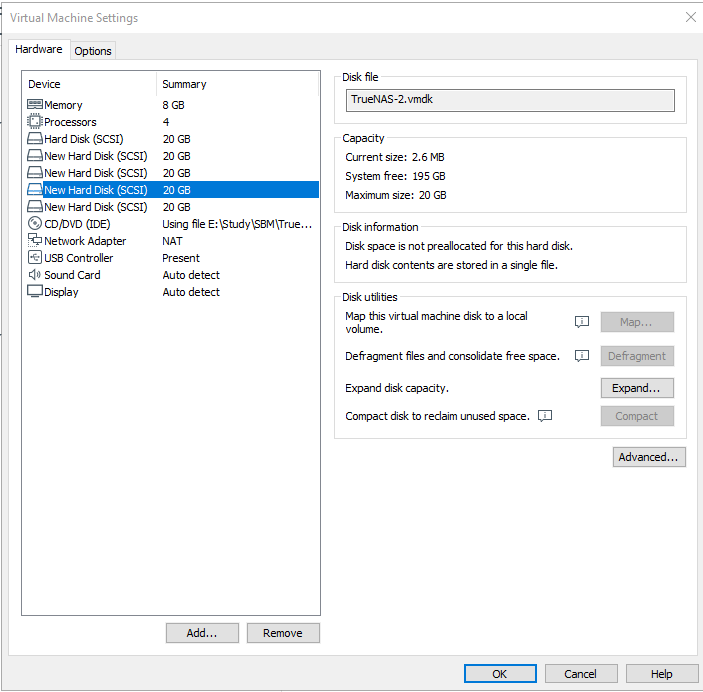 Virtual Machine Settings
Hardware
Options
Device Summary
Memory 8 GB
Processors 4
Hard Disk (SCSI) 20 GB
New Hard Disk (SCSI) 20 GB
New Hard Disk (SCSI) 20 GB
New Hard Disk (SCSI) 20 GB
New Hard Disk (SCSI) 20 GB
CD/DVD (IDE) Using file E:\Study\SBM\True...
Network Adapter NAT
USB Controller Present
Sound Card Auto detect
Display Auto detect
Add... Remove
Disk file
TrueNAS-2.vmdk
Capacity
Current size: 2.6 MB
System free: 195 GB
Maximum size: 20 GB
Disk information
Disk space is not preallocated for this hard disk.
Hard disk contents are stored in a single file.
Disk utilities
Map this virtual machine disk to a local
volume.
Map...
Defragment files and consolidate free space.
Defragment
Expand disk capacity.
Expand...
Compact disk to reclaim unused space.
Compact
Advanced...
OK Cancel Help